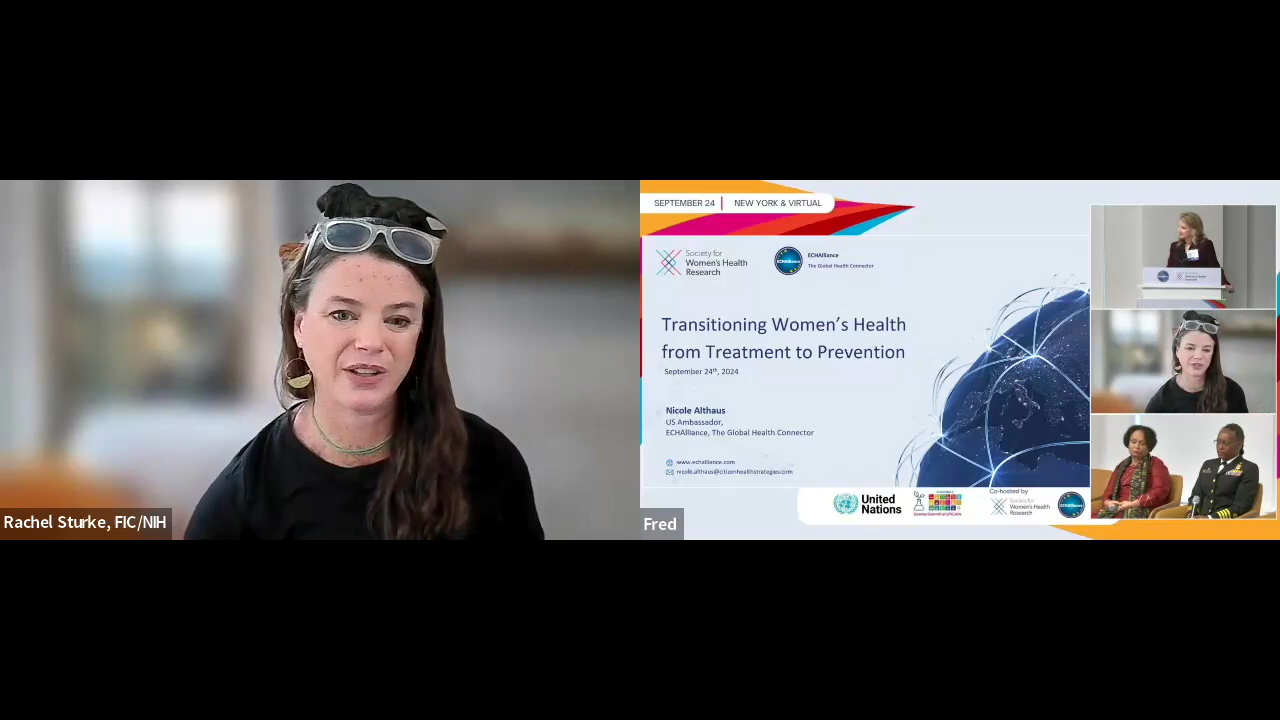 SEPTEMBER 24 | NEW YORK & VIRTUAL
Society for
Women's Health
Research
ECHAlliance
ECHAlliance
The Global Health Connector
Transitioning Women's Health
from Treatment to Prevention
September 24th, 2024
Nicole Althaus
US Ambassador,
ECHAlliance, The Global Health Connector
www.echalliance.com
nicole.althaus@citizenhealthstrategies.com
United
Nations
Co-hosted by
Society for
Women's Health
Research
ECHAlliance
Rachel Sturke, FIC/NIH
Fred